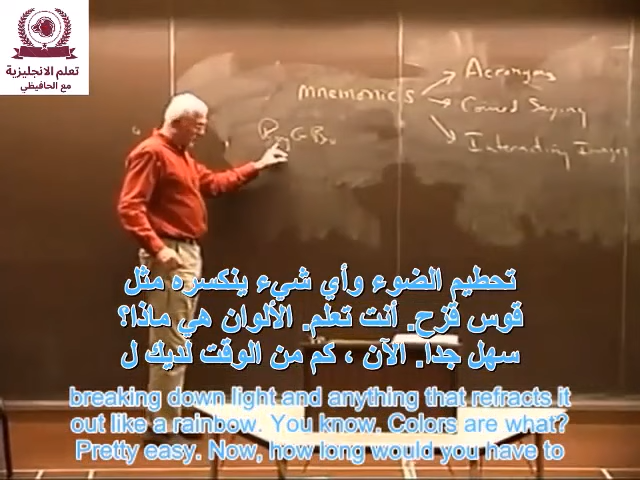 تعلم الانجليزية
مع الحافيظي
mnemonics
Acronyms
Coined Sayings
Interacting Images
Roy G Biv
تحطيم الضوء وأي شيء ينكسره مثل
قوس قزح. أنت تعلم. الألوان هي ماذا؟
سهل جدا. الآن ، كم من الوقت لديك ل
breaking down light and anything that refracts it
out like a rainbow. You know. Colors are what?
Pretty easy. Now, how long would you have to